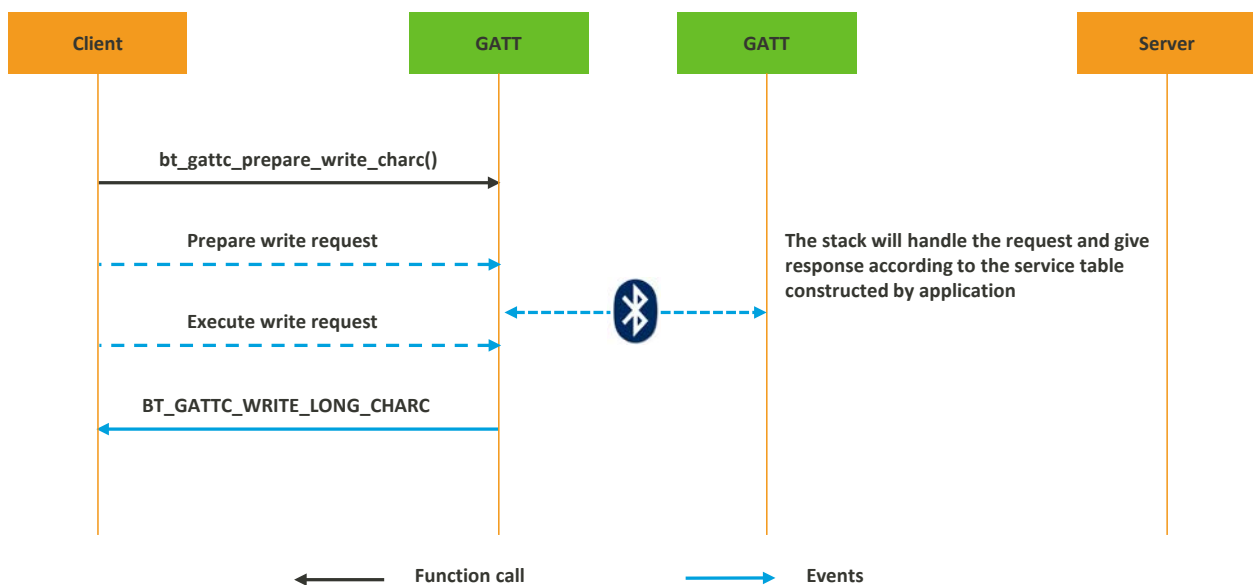 Client
GATT
GATT
Server
bt_gattc_prepare_write_charc()
Prepare write request
The stack will handle the request and give
response according to the service table
constructed by application
Execute write request
BT_GATTC_WRITE_LONG_CHARC
Function call
Events